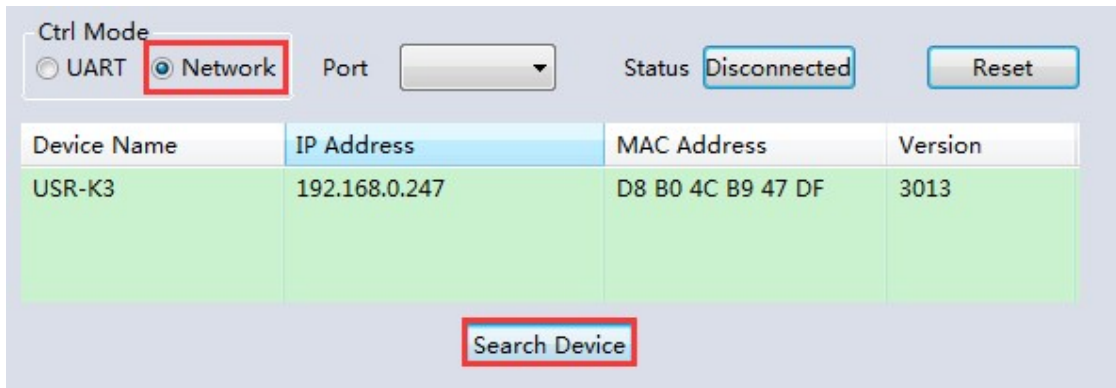 Ctrl Mode
UART Network Port Status Disconnected Reset
Device Name IP Address MAC Address Version
USR-K3 192.168.0.247 D8 B0 4C B9 47 DF 3013
Search Device